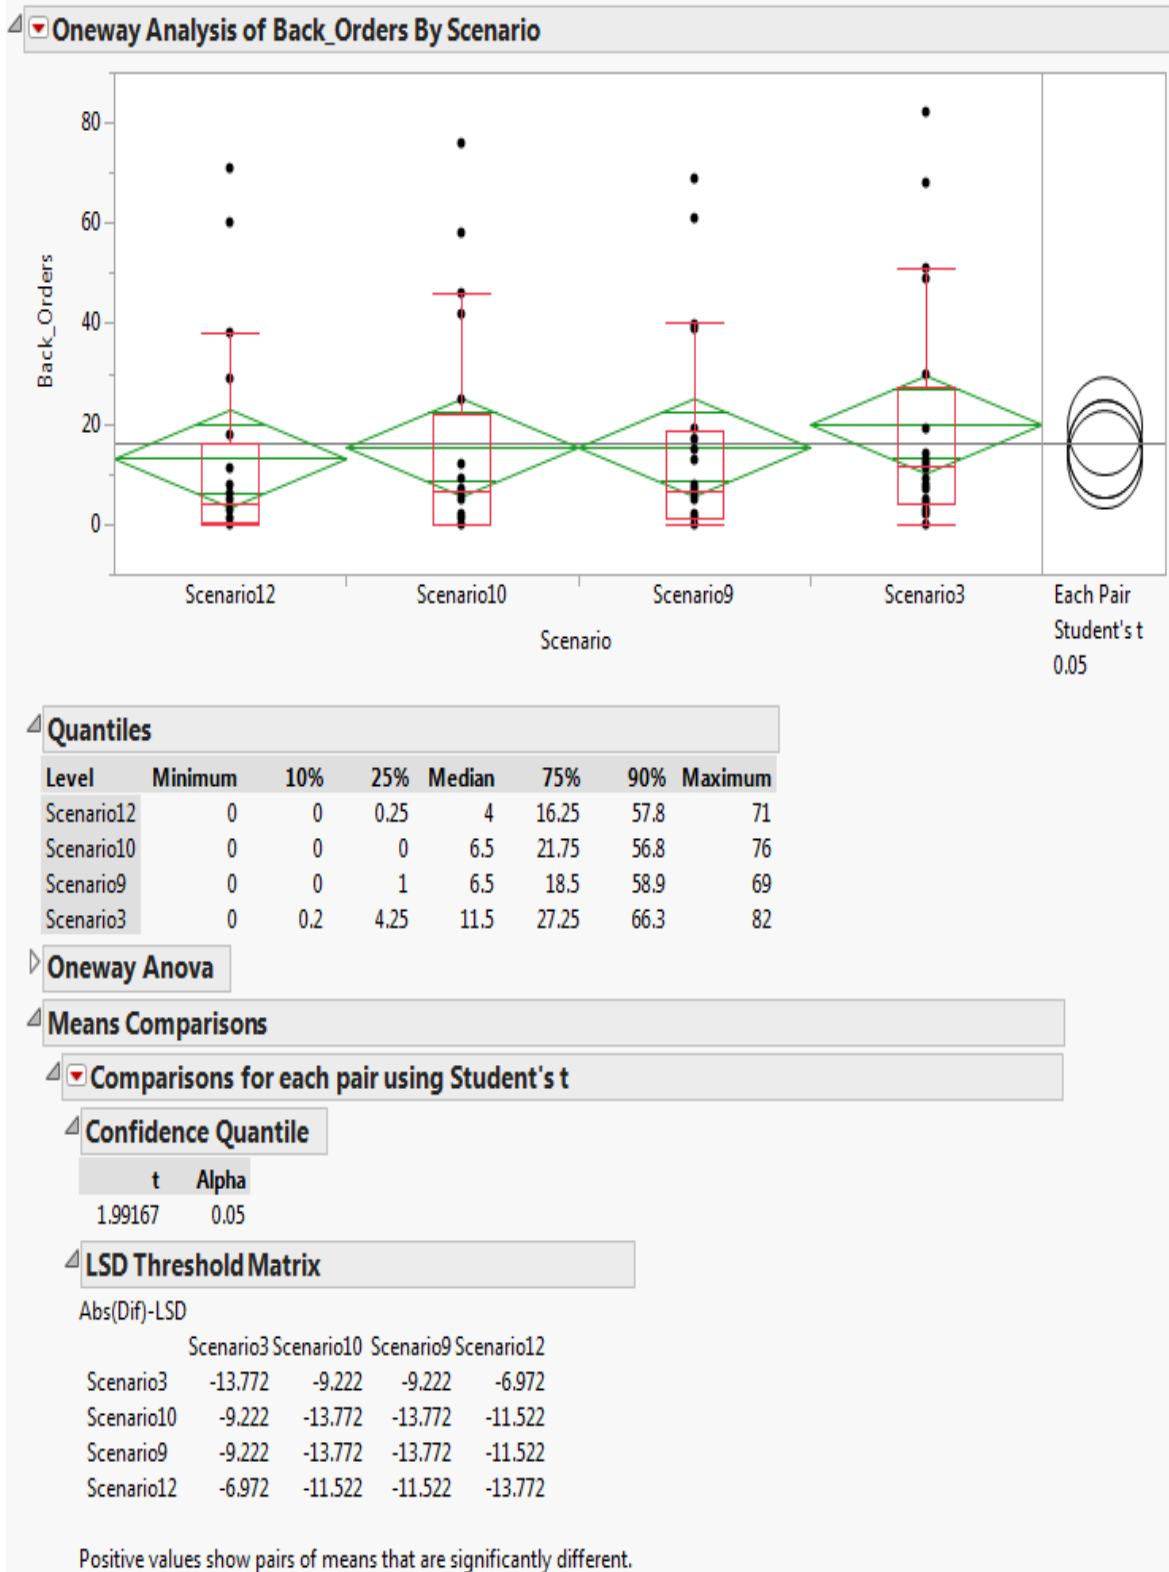 Oneway Analysis of Back_Orders By Scenario
80
60
40
20
0
Back_Orders
Scenario12 Scenario10 Scenario9 Scenario3
Scenario
Each Pair
Student's t
0.05
Quantiles
Level Minimum 10% 25% Median 75% 90% Maximum
Scenario12 0 0 0.25 4 16.25 57.8 71
Scenario10 0 0 0 6.5 21.75 56.8 76
Scenario9 0 0 1 6.5 18.5 58.9 69
Scenario3 0 0.2 4.25 11.5 27.25 66.3 82
Oneway Anova
Means Comparisons
Comparisons for each pair using Student's t
Confidence Quantile
t Alpha
1.99167 0.05
LSD Threshold Matrix
Abs(Dif)-LSD
Scenario3 Scenario10 Scenario9 Scenario12
Scenario3 -13.772 -9.222 -9.222 -6.972
Scenario10 -9.222 -13.772 -13.772 -11.522
Scenario9 -9.222 -13.772 -13.772 -11.522
Scenario12 -6.972 -11.522 -11.522 -13.772
Positive values show pairs of means that are significantly different.